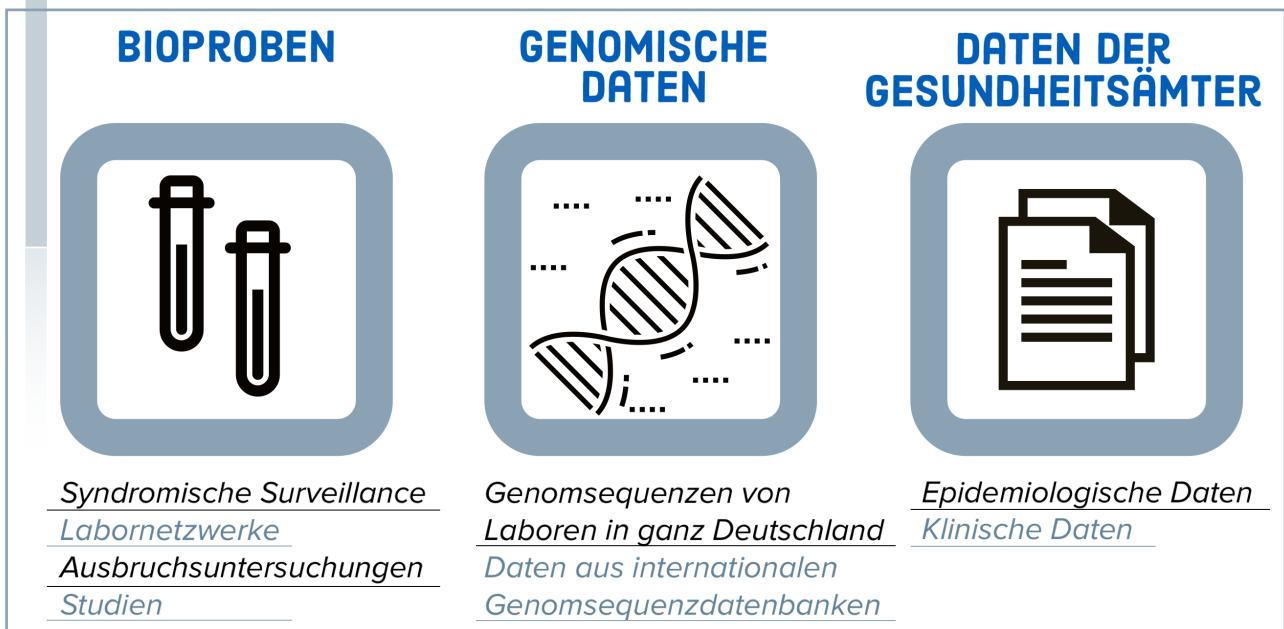 BIOPROBEN
Syndromische Surveillance
Labornetzwerke
Ausbruchsuntersuchungen
Studien
GENOMISCHE
DATEN
Genomsequenzen von
Laboren in ganz Deutschland
Daten aus internationalen
Genomsequenzdatenbanken
DATEN DER
GESUNDHEITSÄMTER
Epidemiologische Daten
Klinische Daten